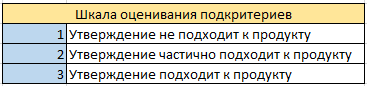 Шкала оценивания подкритериев
1 Утверждение не подходит к продукту
2 Утверждение частично подходит к продукту
3 Утверждение подходит к продукту